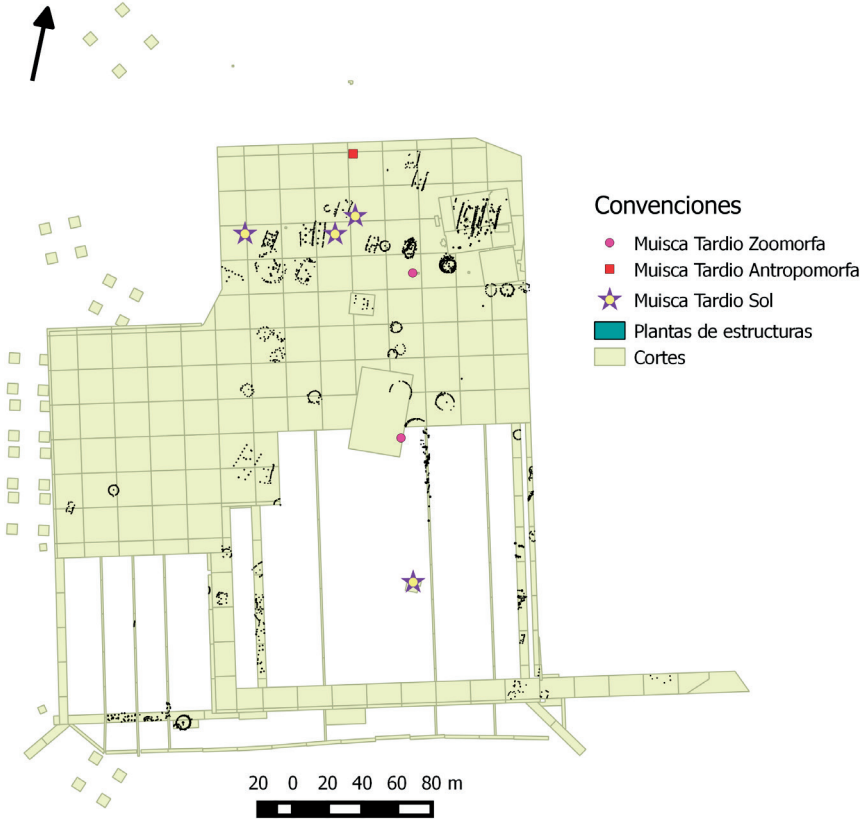 Convenciones
Muisca Tardio Zoomorfa
Muisca Tardio Antropomorfa
Muisca Tardio Sol
Plantas de estructuras
Cortes
20 0 20 40 60 80 m